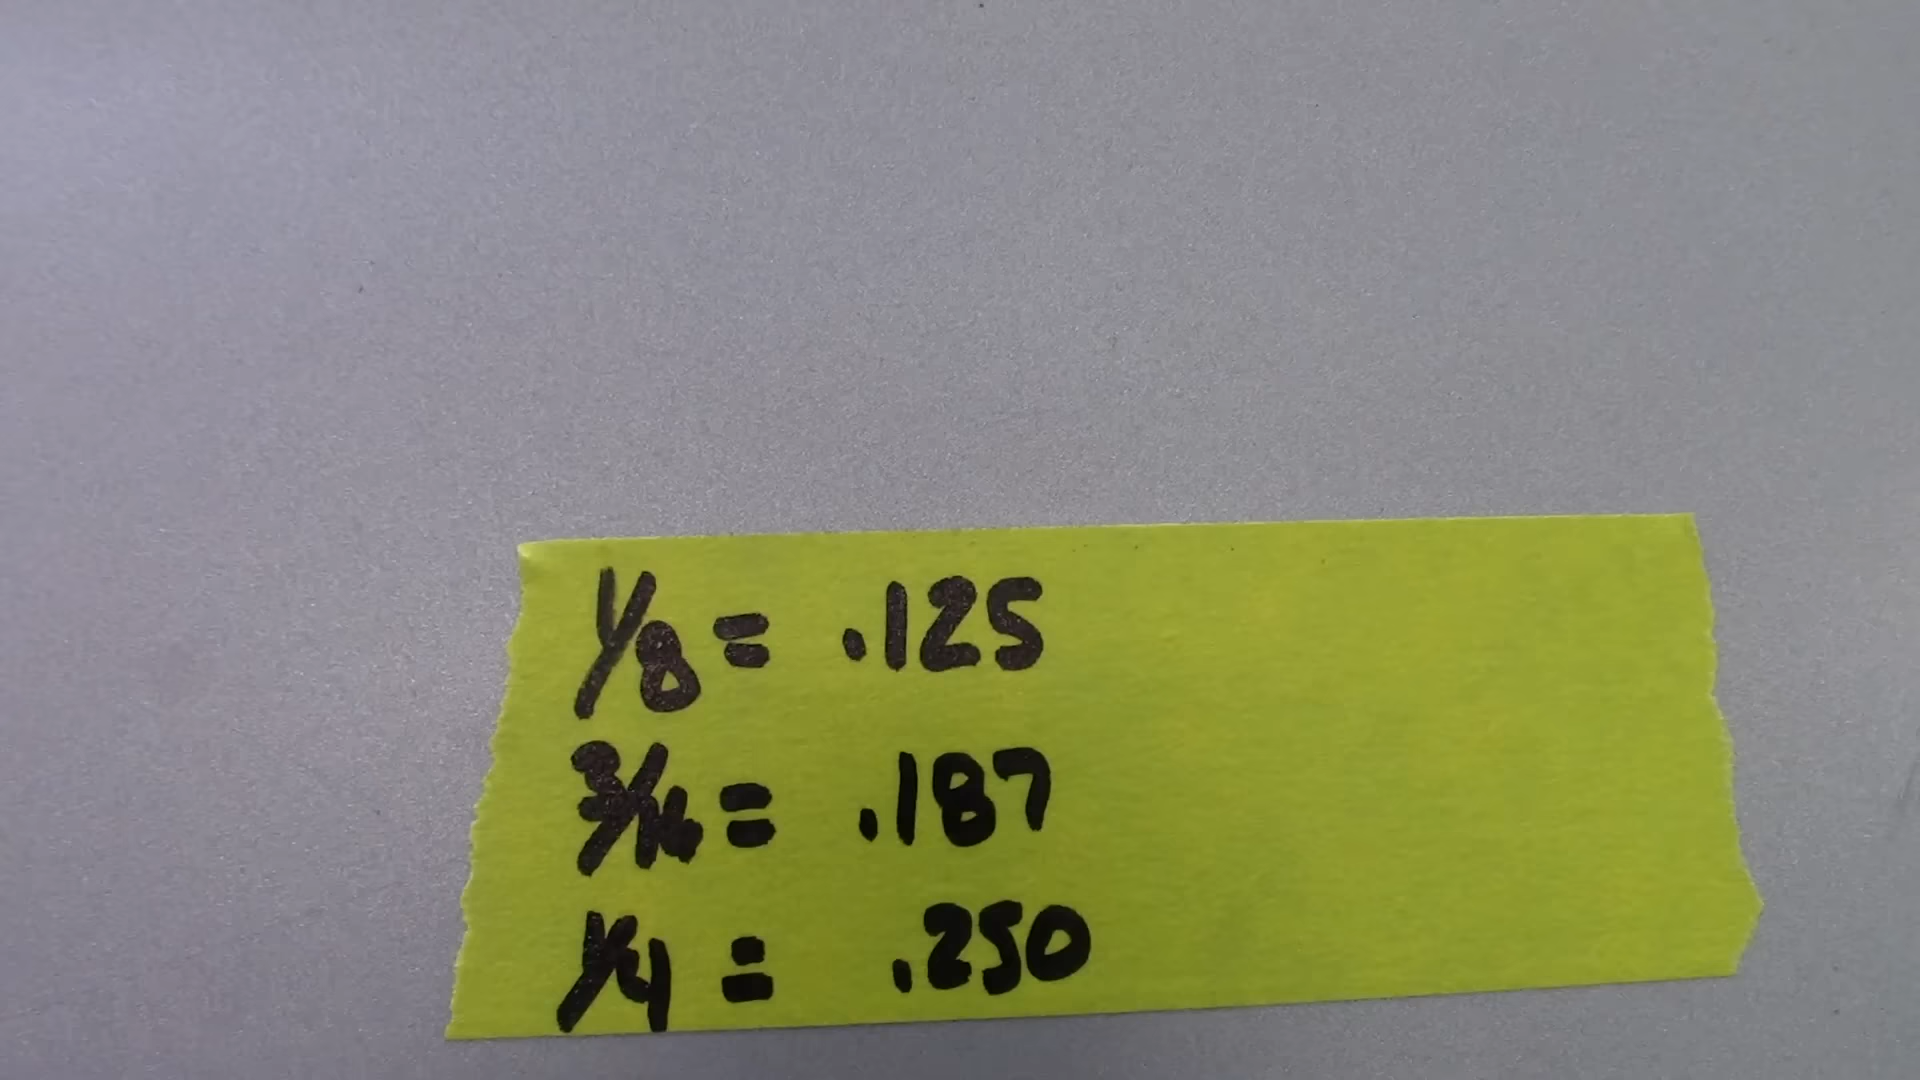 1/8 = .125
3/16 = .187
1/4 = .250